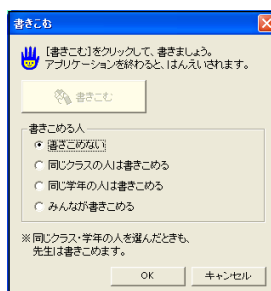 書きこむ
[書きこむ]をクリックして、書きましょう。
アプリケーションを終わると、はんえいされます。
書きこむ
書きこめる人
書きこめない
同じクラスの人は書きこめる
同じ学年の人は書きこめる
みんなが書きこめる
※同じクラス・学年の人を選んだときも、
先生は書きこめます。
OK キャンセル